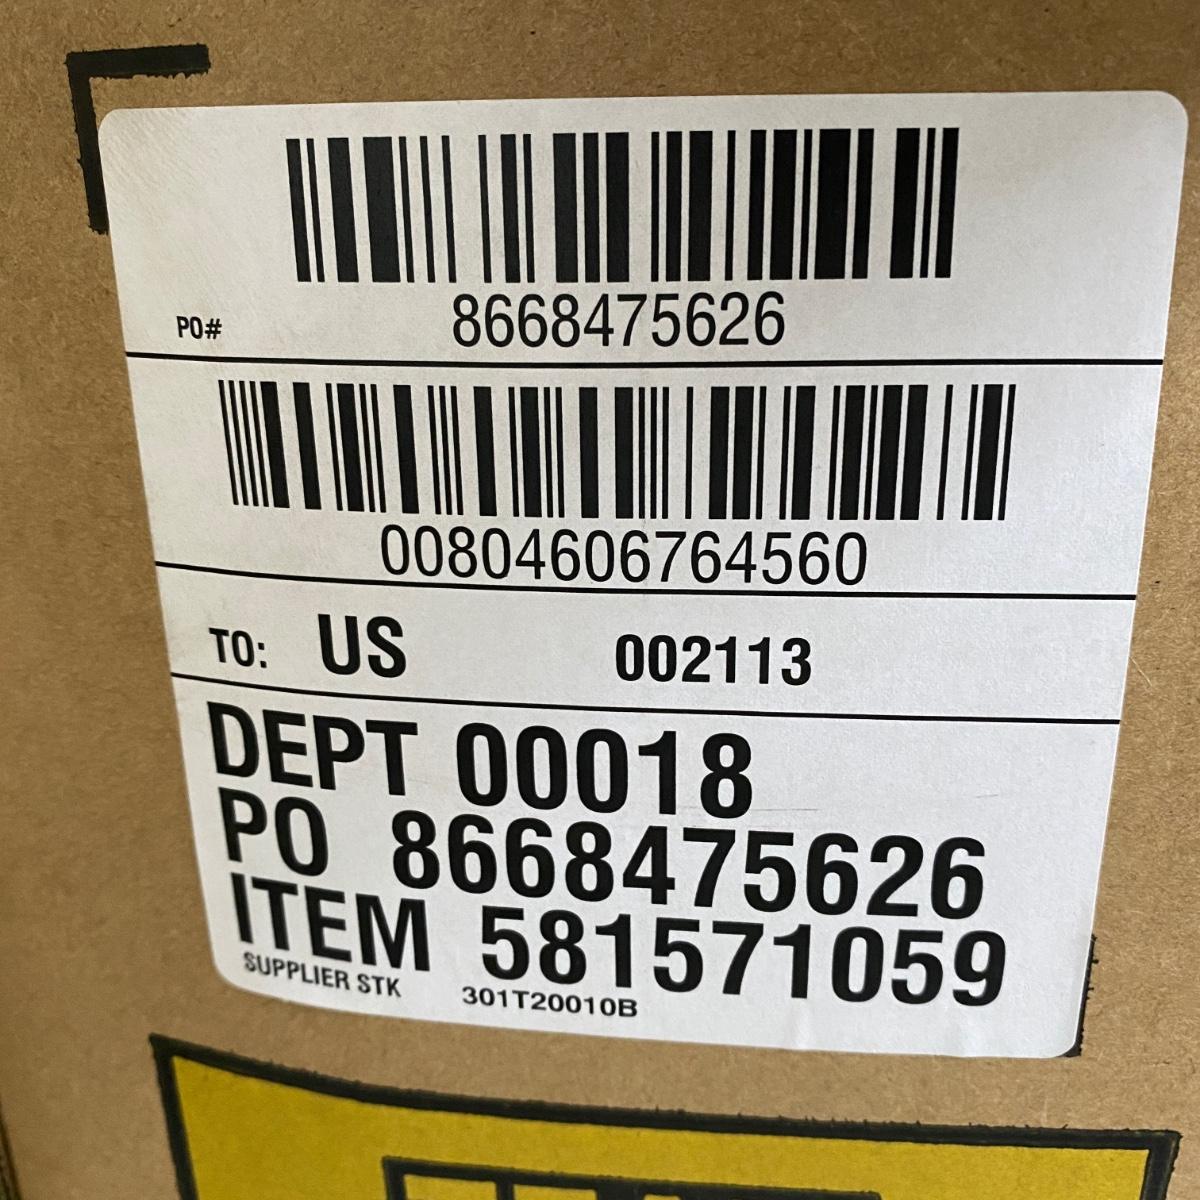 PO# 8668475626
00804606764560
TO: US 002113
DEPT 00018
PO 8668475626
ITEM 581571059
SUPPLIER STK 301T20010B